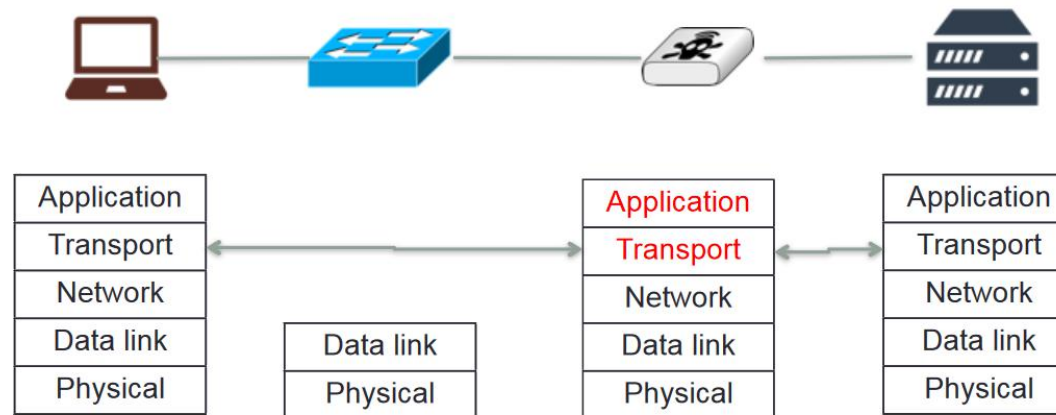 Application
Transport
Network
Data link
Physical
Data link
Physical
Application
Transport
Network
Data link
Physical
Application
Transport
Network
Data link
Physical